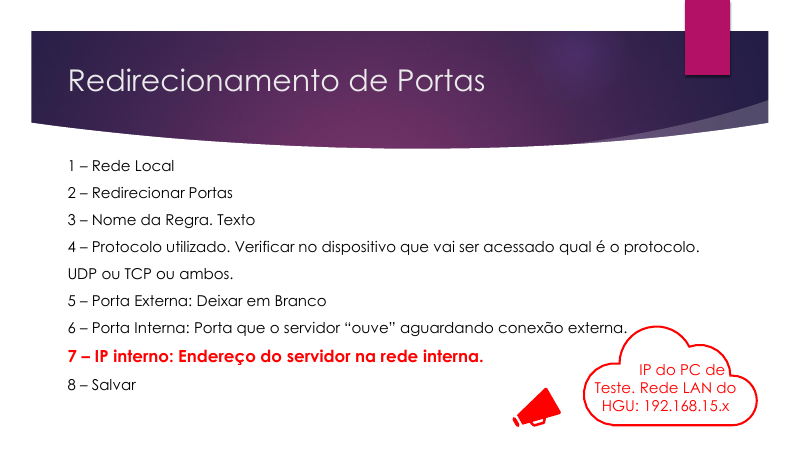 Redirecionamento de Portas
1 – Rede Local
2 – Redirecionar Portas
3 – Nome da Regra. Texto
4 – Protocolo utilizado. Verificar no dispositivo que vai ser acessado qual é o protocolo.
UDP ou TCP ou ambos.
5 – Porta Externa: Deixar em Branco
6 – Porta Interna: Porta que o servidor “ouve” aguardando conexão externa.
7 – IP interno: Endereço do servidor na rede interna.
8 – Salvar
IP do PC de
Teste. Rede LAN do
HGU: 192.168.15.x